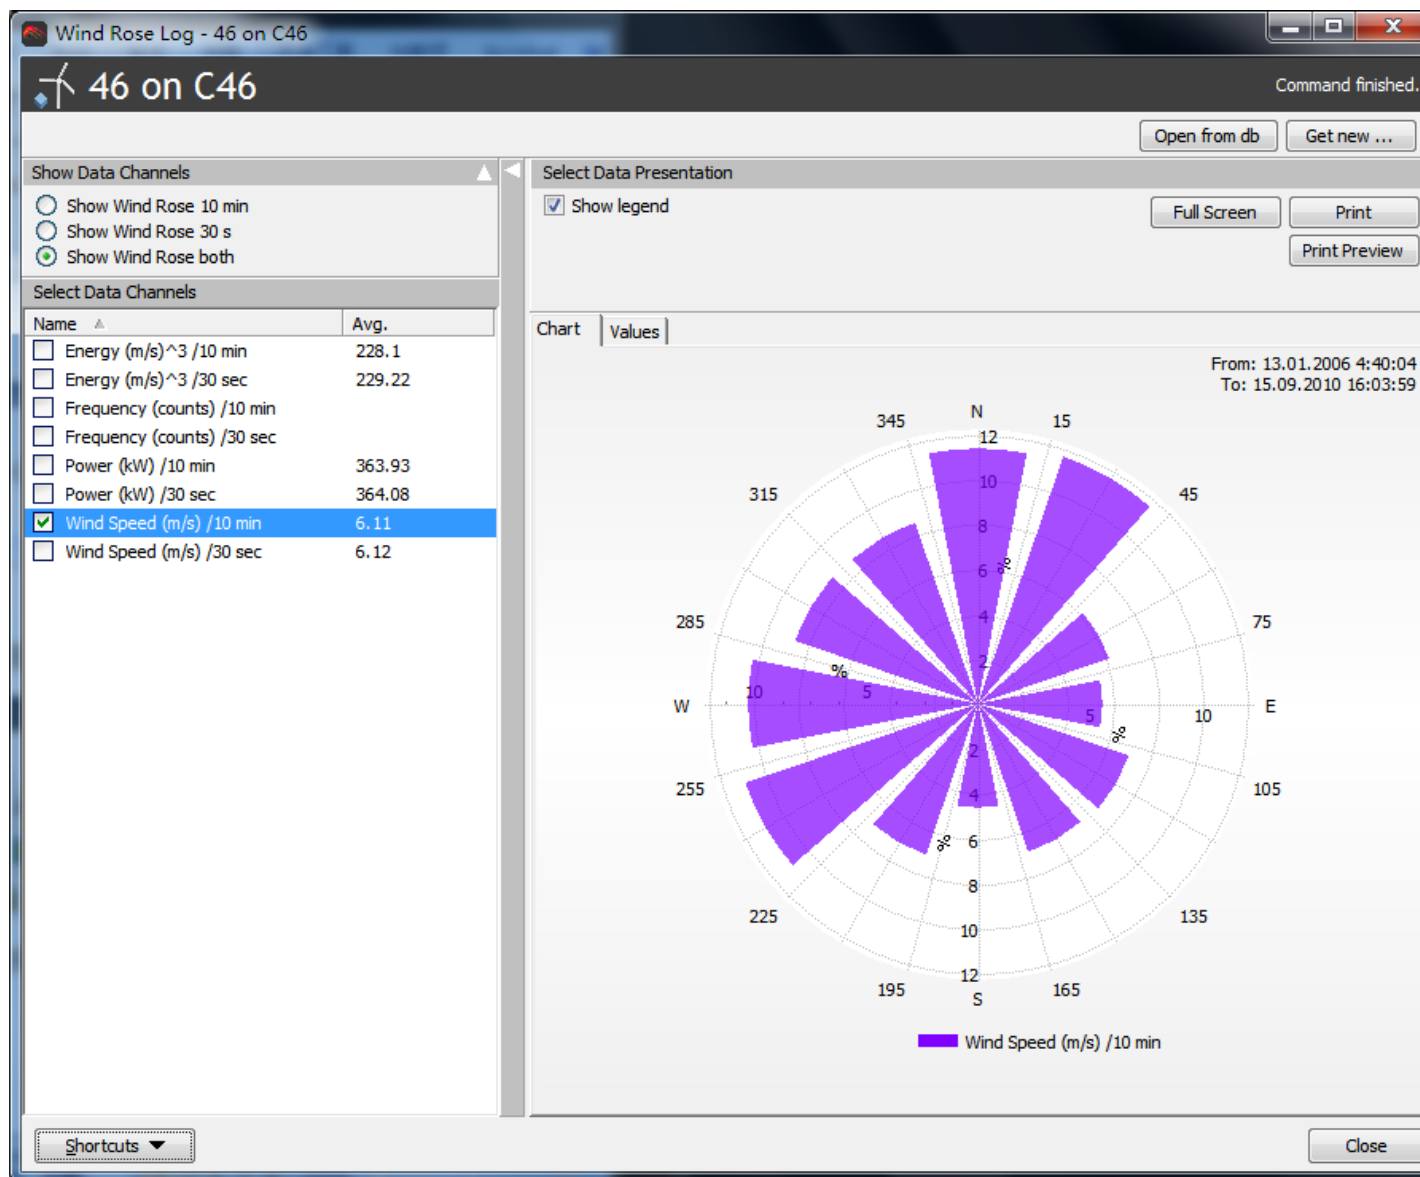 Wind Rose Log - 46 on C46
46 on C46
Command finished.
Open from db
Get new ...
Show Data Channels
Show Wind Rose 10 min
Show Wind Rose 30 s
Show Wind Rose both
Select Data Channels
Name Avg.
Energy (m/s)^3 /10 min 228.1
Energy (m/s)^3 /30 sec 229.22
Frequency (counts) /10 min
Frequency (counts) /30 sec
Power (kW) /10 min 363.93
Power (kW) /30 sec 364.08
Wind Speed (m/s) /10 min 6.11
Wind Speed (m/s) /30 sec 6.12
Select Data Presentation
Show legend
Full Screen
Print
Print Preview
Chart
Values
From: 13.01.2006 4:40:04
To: 15.09.2010 16:03:59
N
345 15
12
10
315 45
8
6 %
4
285 75
2
% 
W 10 5 5 10 E
%
2
255 105
4
% 6
8
225 135
10
12
195 165
S
Wind Speed (m/s) /10 min
Shortcuts
Close